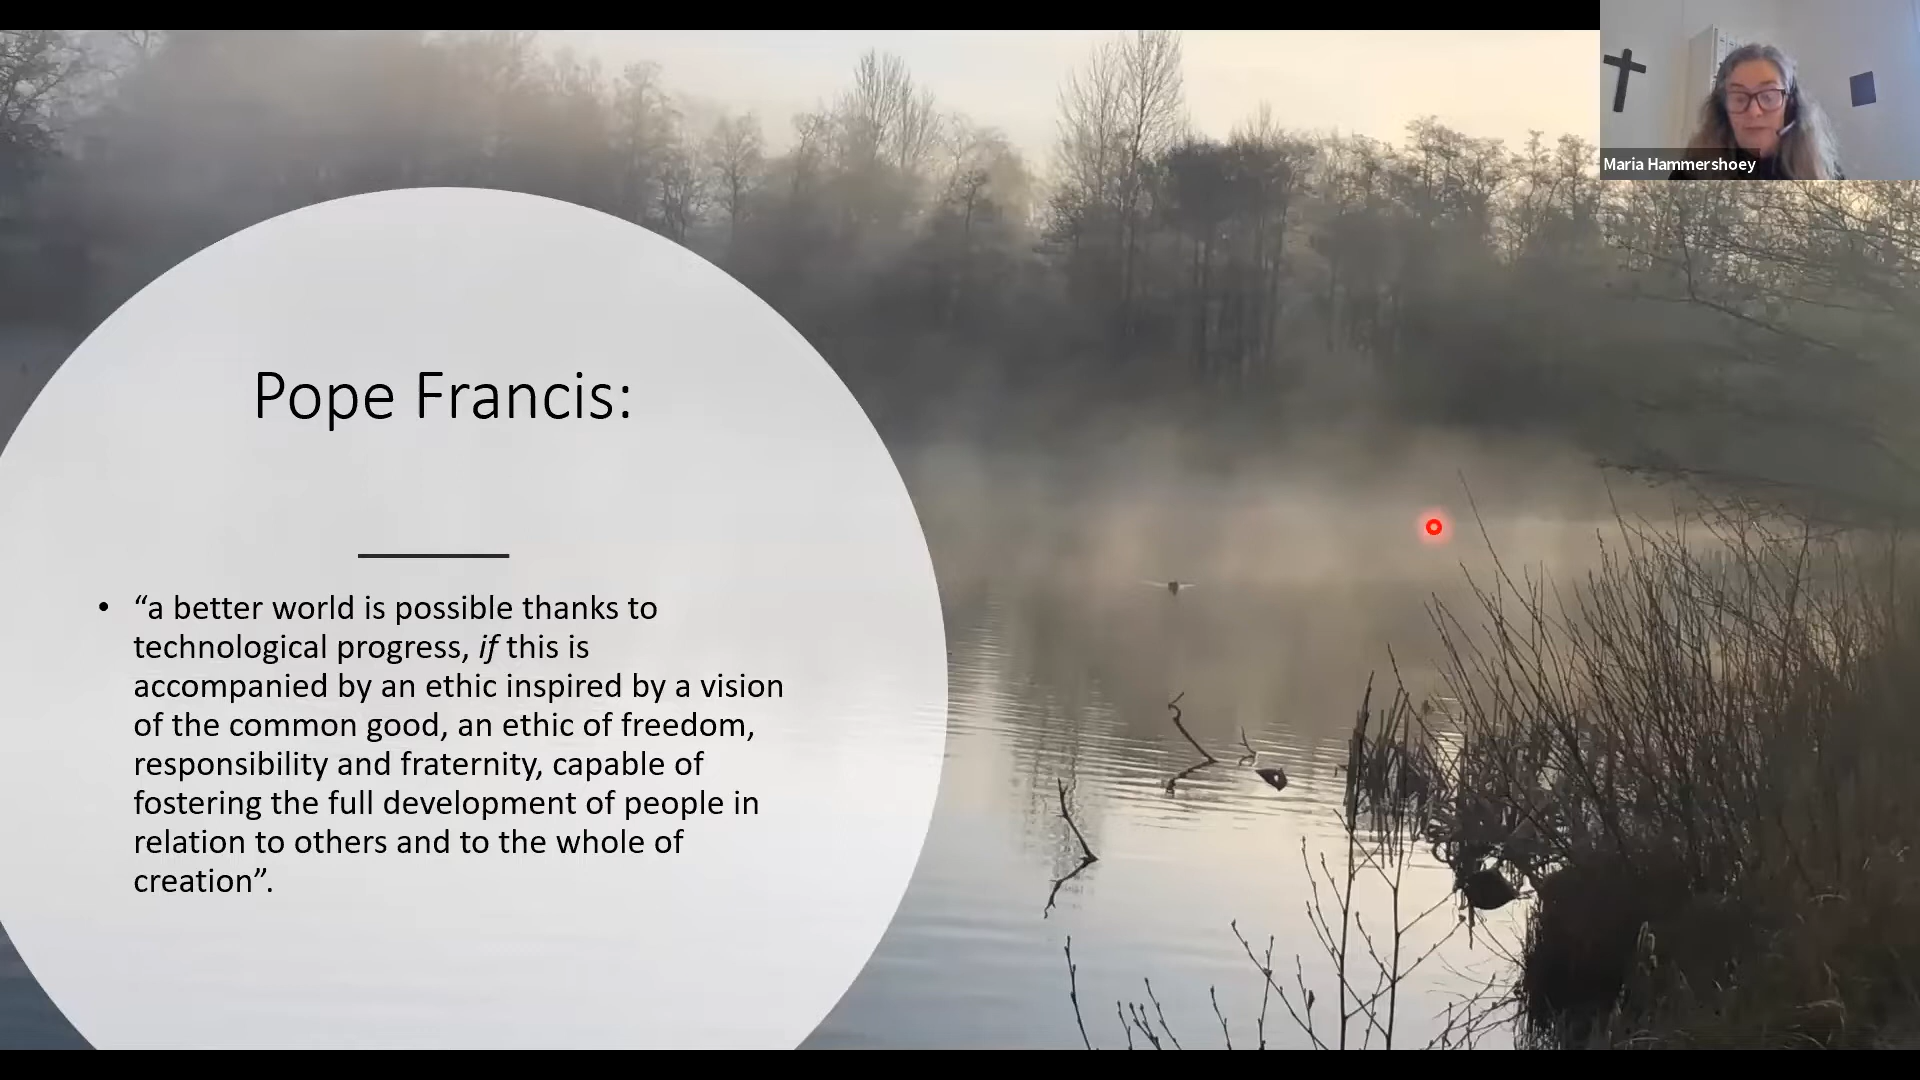 Maria Hammershoey
Pope Francis:
• “a better world is possible thanks to
technological progress, if this is
accompanied by an ethic inspired by a vision
of the common good, an ethic of freedom,
responsibility and fraternity, capable of
fostering the full development of people in
relation to others and to the whole of
creation”.